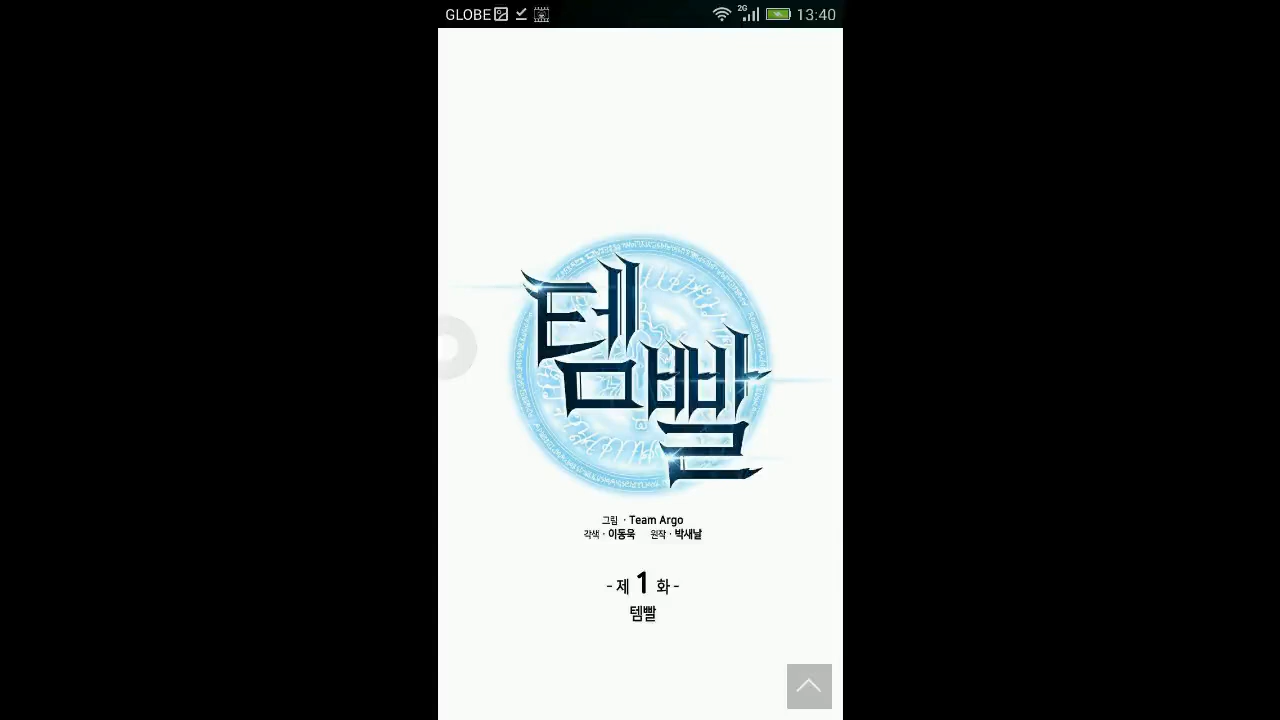 GLOBE 2G 13:40
템빨
그림 · Team Argo
각색 · 이동욱 원작 · 박새날
- 제 1 화 -
템빨